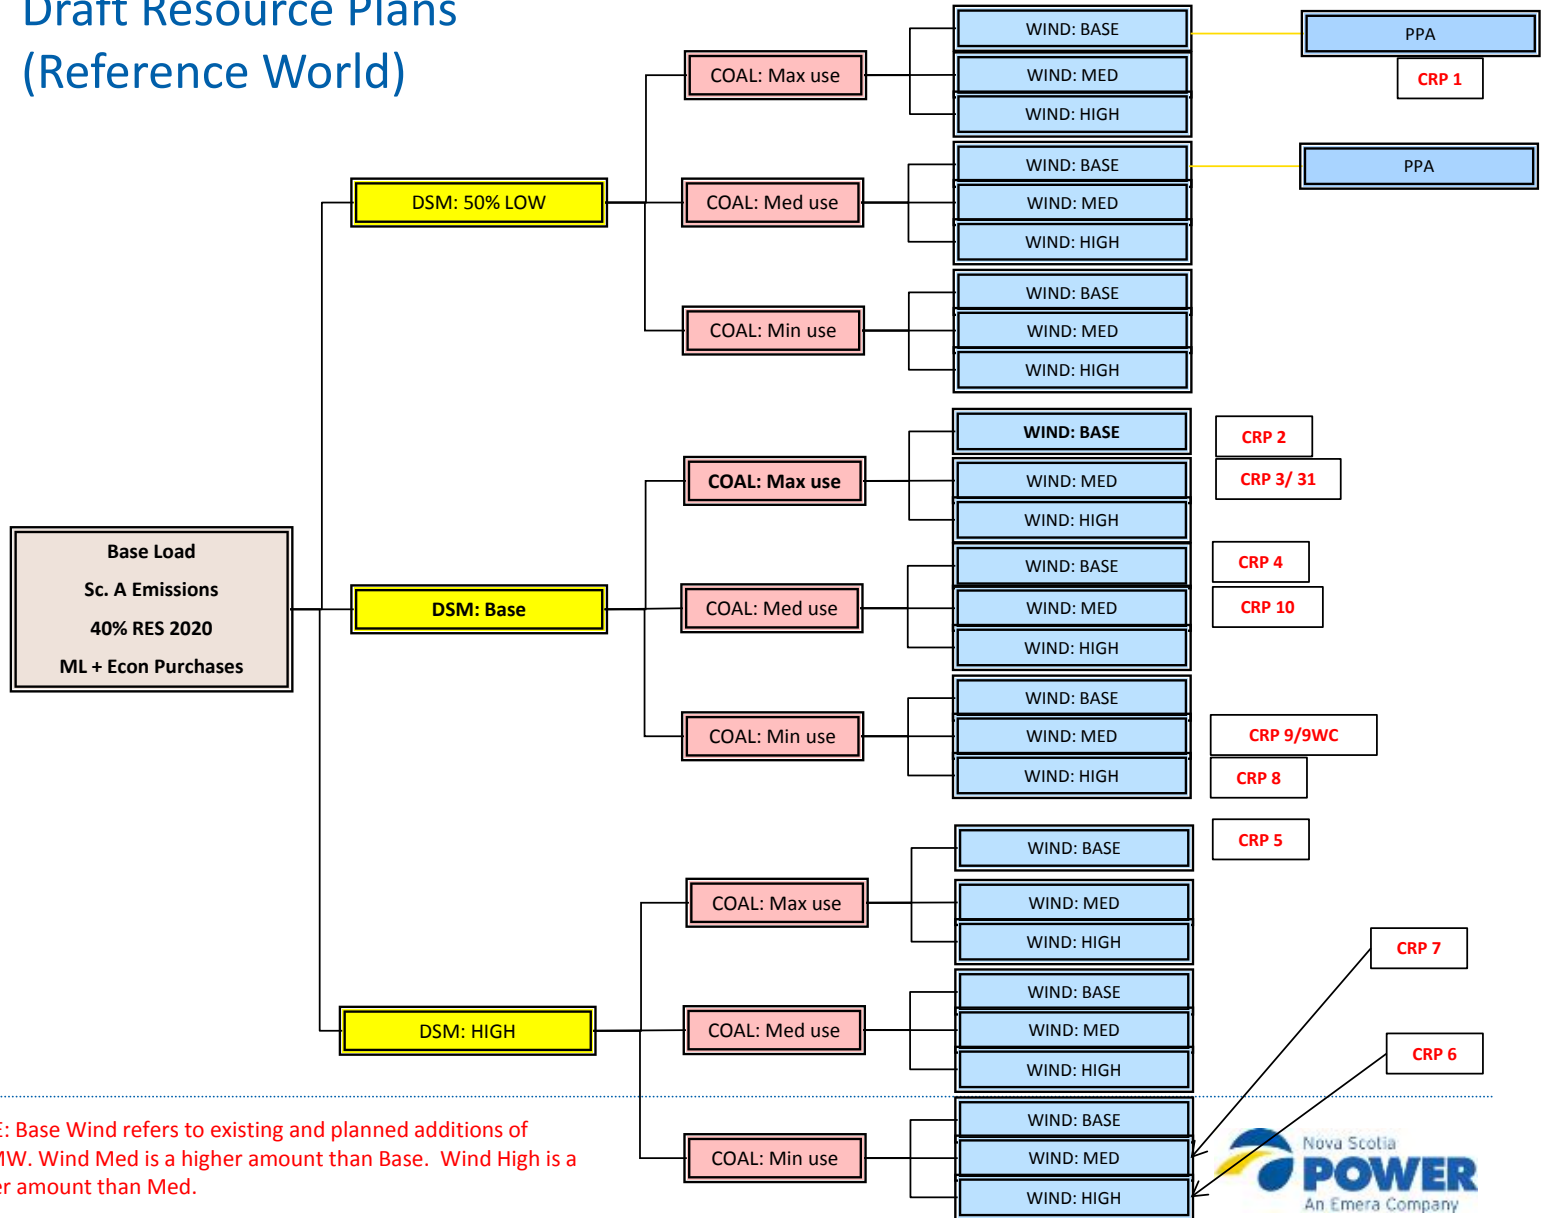 Draft Resource Plans
(Reference World)
WIND: BASE
PPA
COAL: Max use
WIND: MED
CRP 1
WIND: HIGH
WIND: BASE
PPA
DSM: 50% LOW
COAL: Med use
WIND: MED
WIND: HIGH
WIND: BASE
COAL: Min use
WIND: MED
WIND: HIGH
WIND: BASE
CRP 2
COAL: Max use
WIND: MED
CRP 3/ 31
WIND: HIGH
Base Load
Sc. A Emissions
40% RES 2020
ML + Econ Purchases
WIND: BASE
CRP 4
DSM: Base
COAL: Med use
WIND: MED
CRP 10
WIND: HIGH
WIND: BASE
COAL: Min use
WIND: MED
CRP 9/9WC
WIND: HIGH
CRP 8
WIND: BASE
CRP 5
COAL: Max use
WIND: MED
WIND: HIGH
CRP 7
WIND: BASE
DSM: HIGH
COAL: Med use
WIND: MED
CRP 6
WIND: HIGH
WIND: BASE
COAL: Min use
WIND: MED
WIND: HIGH
E: Base Wind refers to existing and planned additions of
MW. Wind Med is a higher amount than Base. Wind High is a
er amount than Med.
Nova Scotia
POWER
An Emera Company